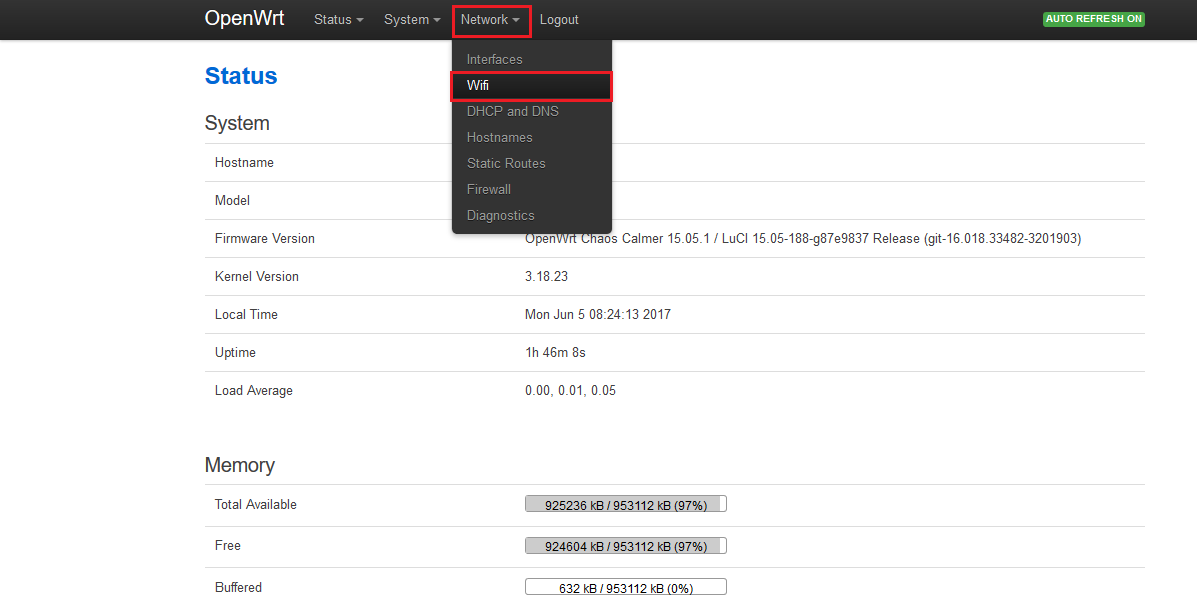 OpenWrt Status System Network Logout AUTO REFRESH ON
Interfaces
Wifi
DHCP and DNS
Hostnames
Static Routes
Firewall
Diagnostics
Status
System
Hostname
Model
Firmware Version OpenWrt Chaos Calmer 15.05.1 / LuCI 15.05-188-g87e9837 Release (git-16.018.33482-3201903)
Kernel Version 3.18.23
Local Time Mon Jun 5 08:24:13 2017
Uptime 1h 46m 8s
Load Average 0.00, 0.01, 0.05
Memory
Total Available 925236 kB / 953112 kB (97%)
Free 924604 kB / 953112 kB (97%)
Buffered 632 kB / 953112 kB (0%)